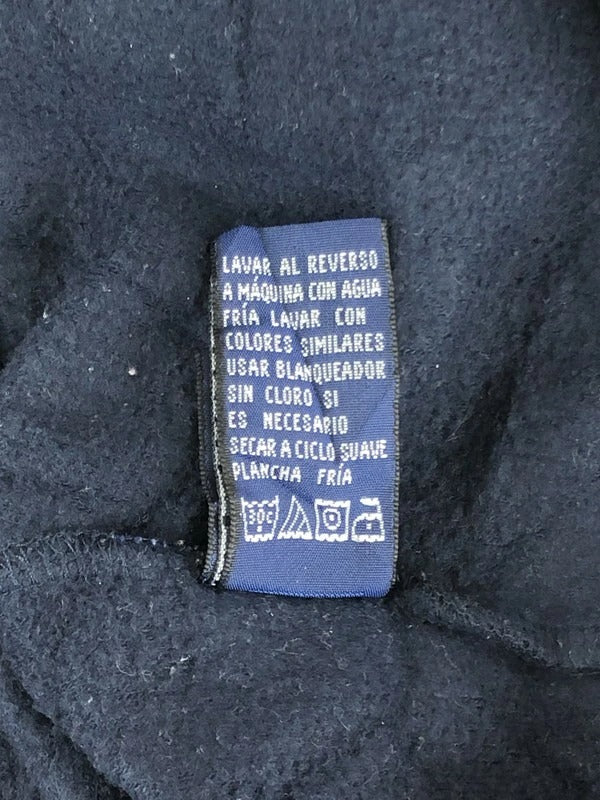 LAVAR AL REVERSO
A MÁQUINA CON AGUA
FRÍA LAVAR CON
COLORES SIMILARES
USAR BLANQUEADOR
SIN CLORO SI
ES NECESARIO
SECAR A CICLO SUAVE
PLANCHA FRÍA
30C